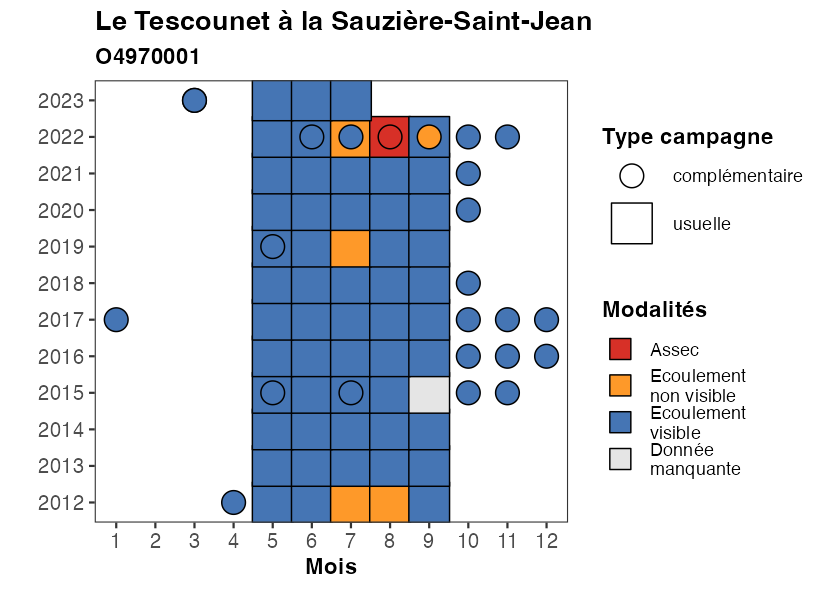 Le Tescounet à la Sauzière-Saint-Jean
O4970001
2023
2022
2021
2020
2019
2018
2017
2016
2015
2014
2013
2012
1 2 3 4 5 6 7 8 9 10 11 12
Mois
Type campagne
complémentaire
usuelle
Modalités
Assec
Ecoulement
non visible
Ecoulement
visible
Donnée
manquante